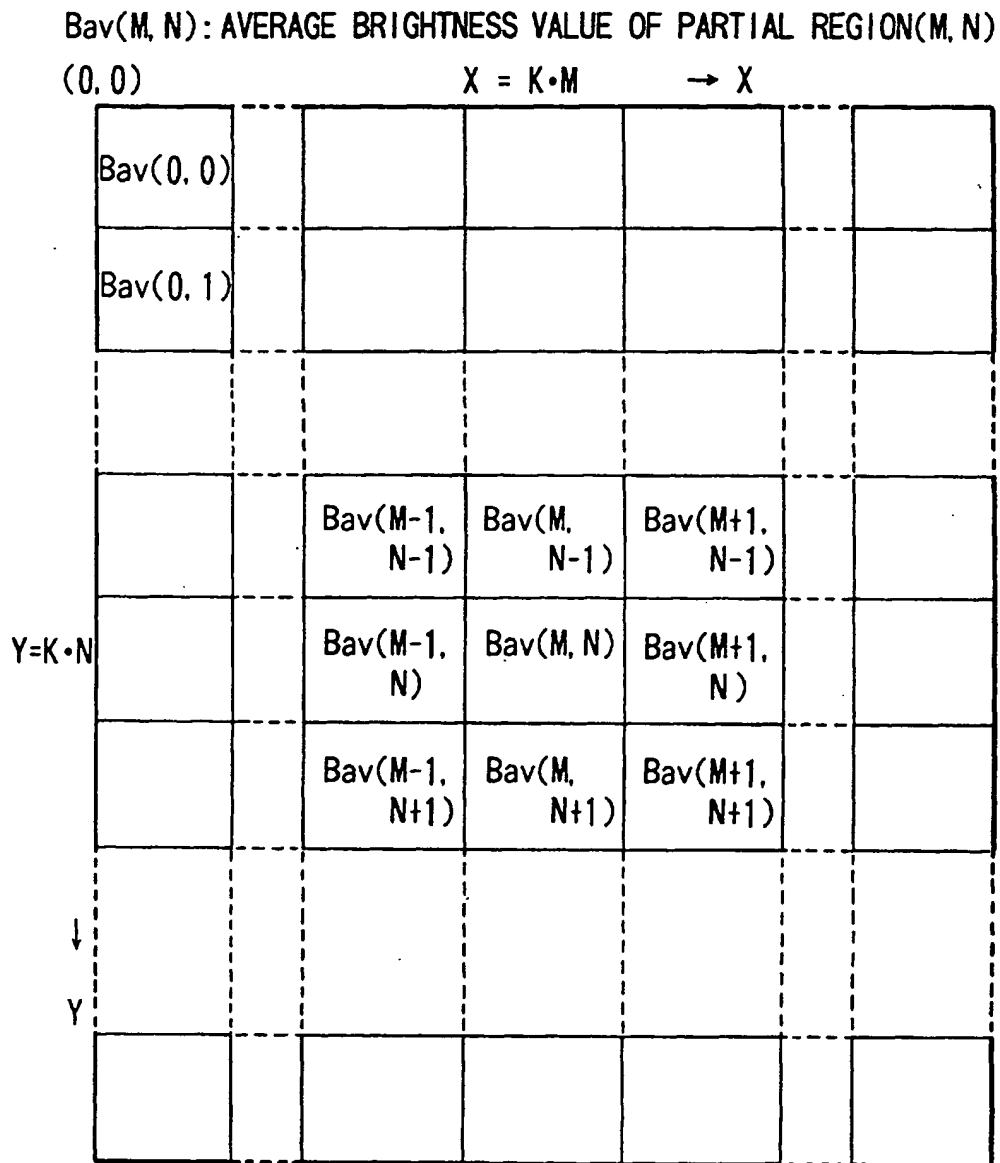 Bav(M, N): AVERAGE BRIGHTNESS VALUE OF PARTIAL REGION(M, N)
(0, 0) X = K•M → X
Bav(0, 0)
Bav(0, 1)
Bav(M-1, Bav(M, Bav(M+1,
N-1) N-1) N-1)
Y=K•N Bav(M-1, Bav(M, N) Bav(M+1,
N) N)
Bav(M-1, Bav(M, Bav(M+1,
N+1) N+1) N+1)
↓
Y